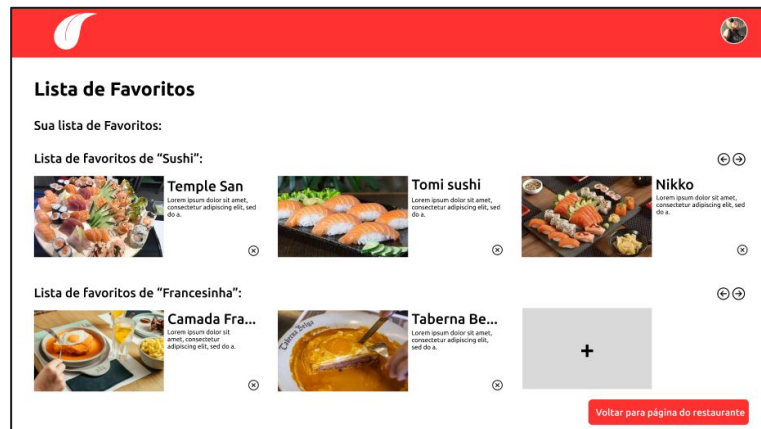 Lista de Favoritos
Sua lista de Favoritos:
Lista de favoritos de “Sushi”:
Temple San
Lorem ipsum dolor sit amet,
consectetur adipiscing elit, sed
do a.
Tomi sushi
Lorem ipsum dolor sit amet,
consectetur adipiscing elit, sed
do a.
Nikko
Lorem ipsum dolor sit amet,
consectetur adipiscing elit, sed
do a.
Lista de favoritos de “Francesinha”:
Camada Fra...
Lorem ipsum dolor sit
amet, consectetur
adipiscing elit, sed do a.
Taberna Belga
Taberna Be...
Lorem ipsum dolor sit amet,
consectetur adipiscing elit,
sed do a.
+
Voltar para página do restaurante